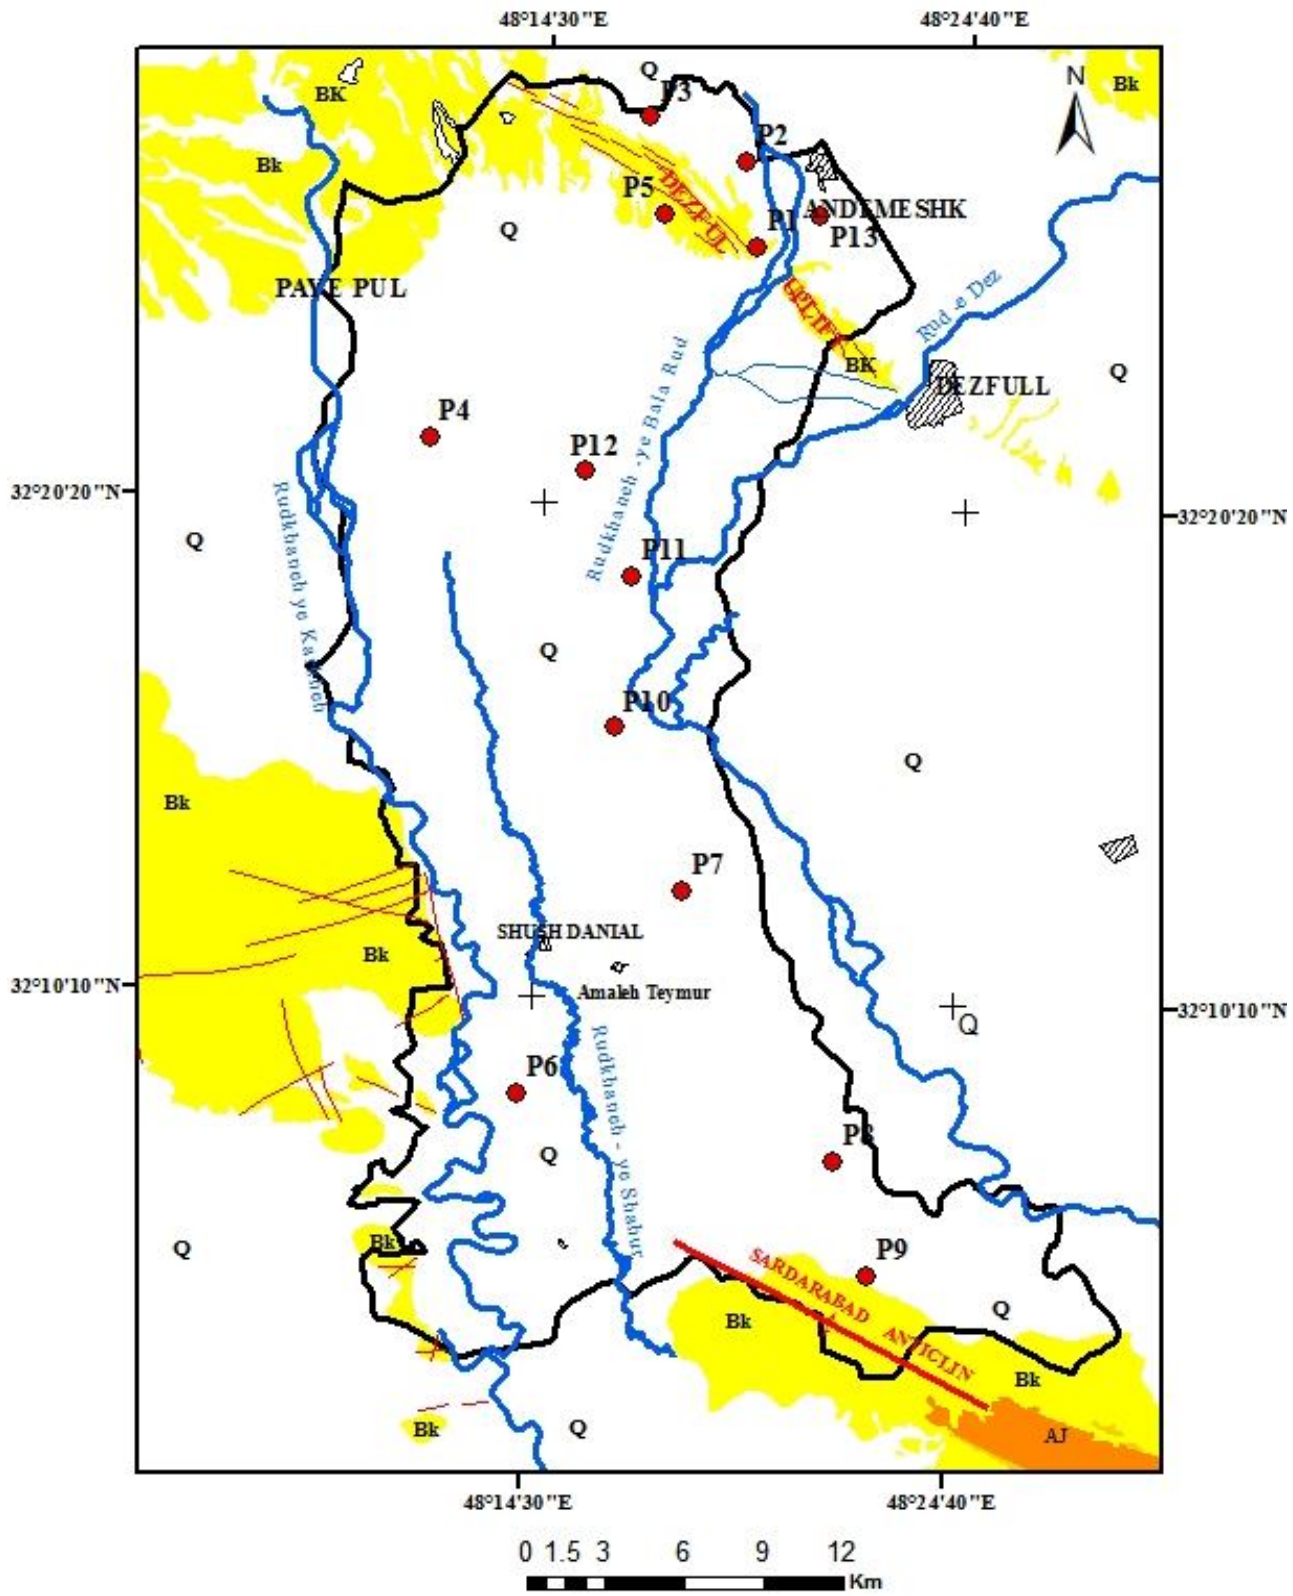 48°14'30"E
48°24'40"E
N
Q
BK
Bk
P3
P2
Bk
P5
DEZFUL
P1
ANDEMESHK
P13
Q
PAYE PUL
UPLIFT
Rud -e Dez
BK
Q
DEZFULL
P4
P12
Rudkhaneh -ye Bala Rud
32°20'20"N
32°20'20"N
Q
P11
Q
P10
Q
Bk
P7
SHUSH DANIAL
Bk
Amaleh Teymur
32°10'10"N
32°10'10"N
Q
P6
Rudkhaneh - ye Shahur
Q
P8
Q
Bk
P9
SARDARABAD ANTICLIN
Q
Bk
Bk
Bk
Q
AJ
48°14'30"E
48°24'40"E
0 1.5 3 6 9 12
Km
Rudkhaneh ye